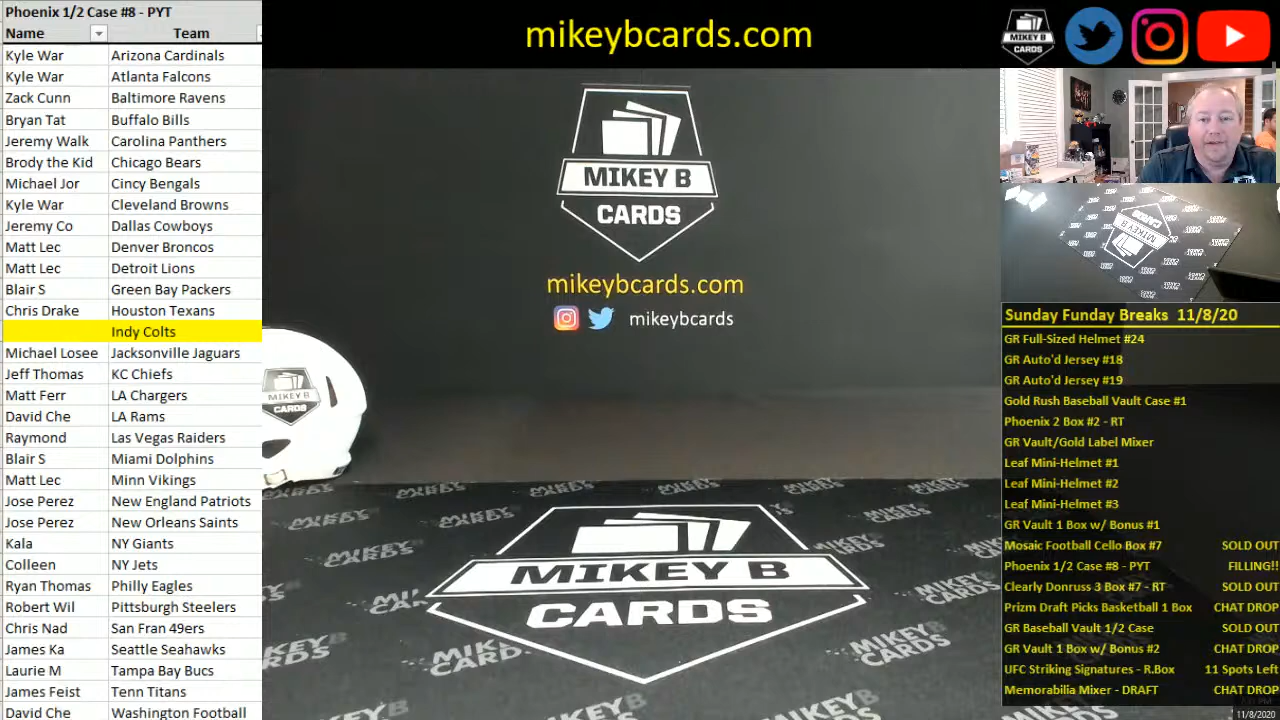 Phoenix 1/2 Case #8 - PYT
Name Team
Kyle War Arizona Cardinals
Kyle War Atlanta Falcons
Zack Cunn Baltimore Ravens
Bryan Tat Buffalo Bills
Jeremy Walk Carolina Panthers
Brody the Kid Chicago Bears
Michael Jor Cincy Bengals
Kyle War Cleveland Browns
Jeremy Co Dallas Cowboys
Matt Lec Denver Broncos
Matt Lec Detroit Lions
Blair S Green Bay Packers
Chris Drake Houston Texans
Indy Colts
Michael Losee Jacksonville Jaguars
Jeff Thomas KC Chiefs
Matt Ferr LA Chargers
David Che LA Rams
Raymond Las Vegas Raiders
Blair S Miami Dolphins
Matt Lec Minn Vikings
Jose Perez New England Patriots
Jose Perez New Orleans Saints
Kala NY Giants
Colleen NY Jets
Ryan Thomas Philly Eagles
Robert Wil Pittsburgh Steelers
Chris Nad San Fran 49ers
James Ka Seattle Seahawks
Laurie M Tampa Bay Bucs
James Feist Tenn Titans
David Che Washington Football
mikeybcards.com
MIKEY B
CARDS
mikeybcards.com
mikeybcards
MIKEY B
CARDS
MIKEY B
CARDS
MIKEY B
CARDS
Sunday Funday Breaks 11/8/20
GR Full-Sized Helmet #24
GR Auto'd Jersey #18
GR Auto'd Jersey #19
Gold Rush Baseball Vault Case #1
Phoenix 2 Box #2 - RT
GR Vault/Gold Label Mixer
Leaf Mini-Helmet #1
Leaf Mini-Helmet #2
Leaf Mini-Helmet #3
GR Vault 1 Box w/ Bonus #1
Mosaic Football Cello Box #7 SOLD OUT
Phoenix 1/2 Case #8 - PYT FILLING!!
Clearly Donruss 3 Box #7 - RT SOLD OUT
Prizm Draft Picks Basketball 1 Box CHAT DROP
GR Baseball Vault 1/2 Case SOLD OUT
GR Vault 1 Box w/ Bonus #2 CHAT DROP
UFC Striking Signatures - R.Box 11 Spots Left
Memorabilia Mixer - DRAFT CHAT DROP
11/8/2020